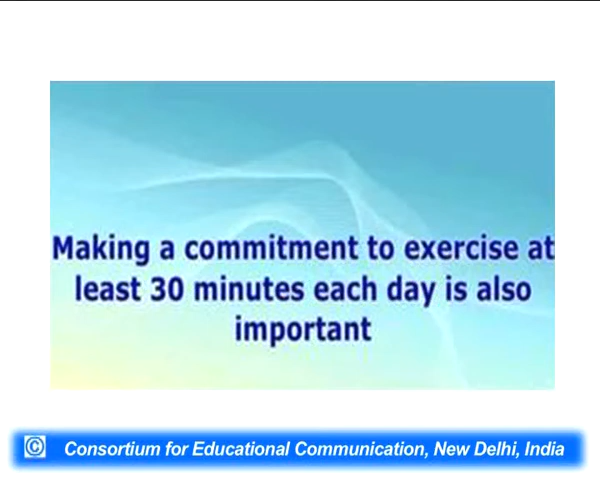 Making a commitment to exercise at
least 30 minutes each day is also
important
© Consortium for Educational Communication, New Delhi, India